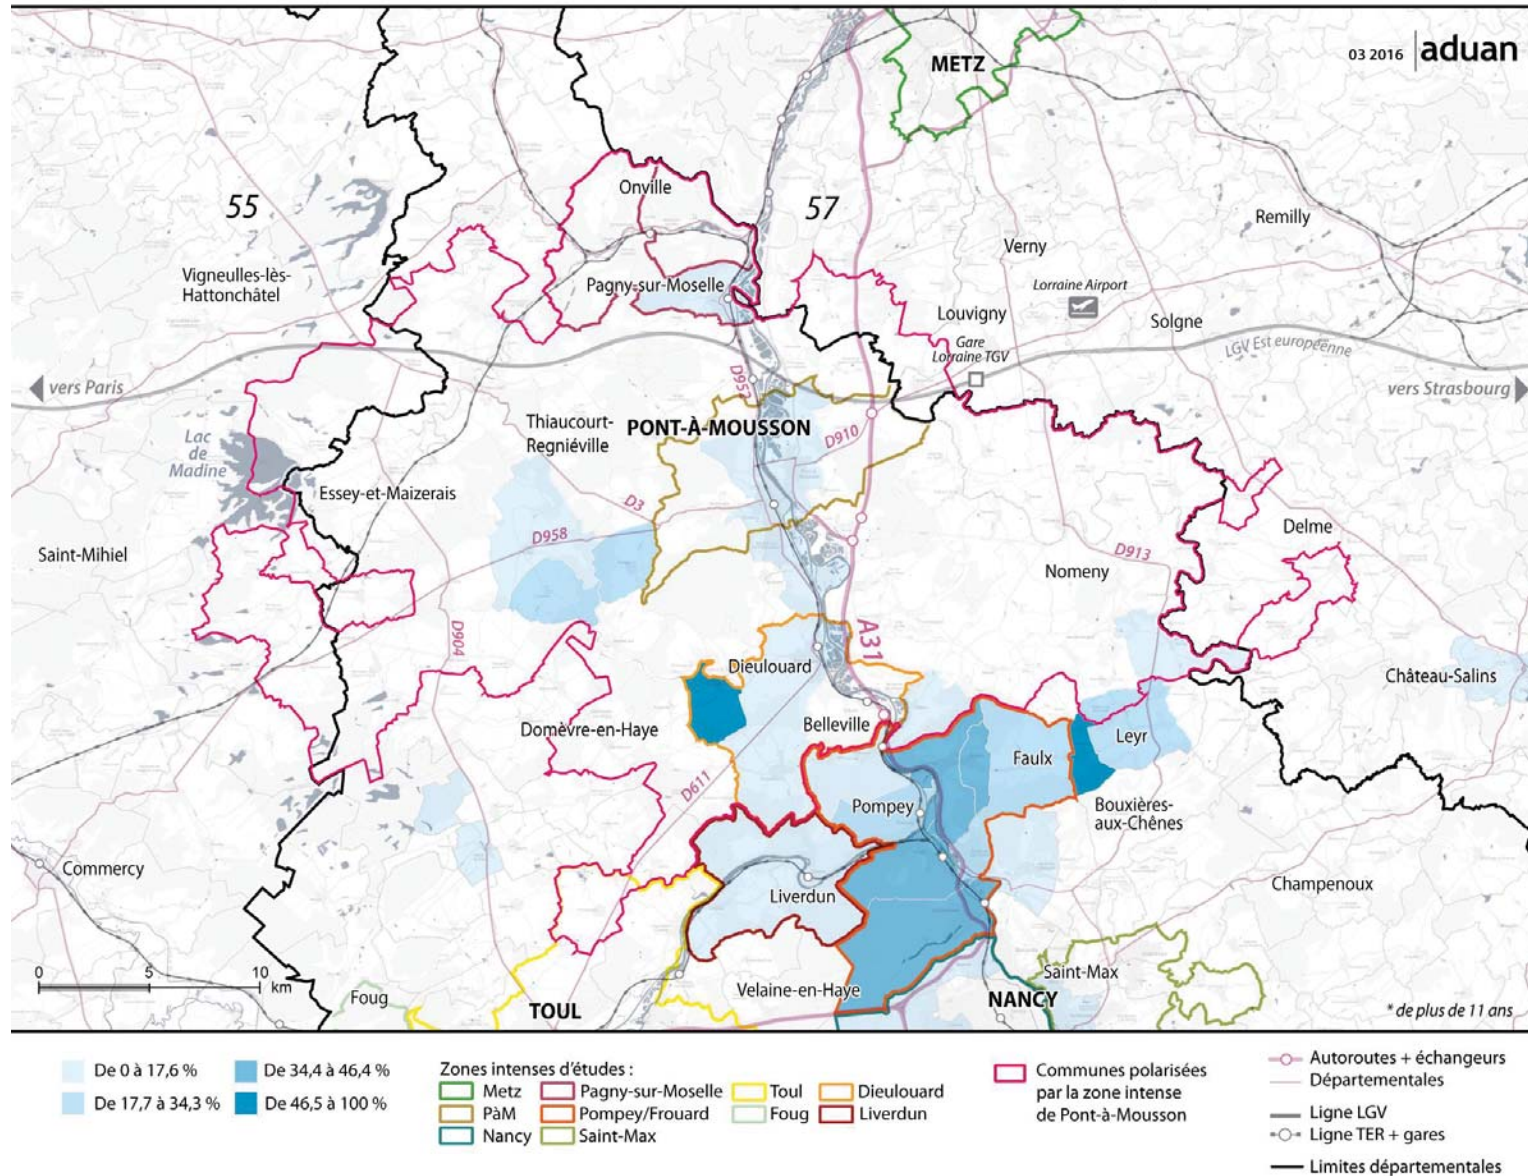 03 2016 aduan
METZ
Onville
55
57
Remilly
Verny
Vigneulles-lès-
Hattonchâtel
Pagny-sur-Moselle
Lorraine Airport
Louvigny
Solgne
Gare
Lorraine TGV
LGV Est européenne
vers Paris
vers Strasbourg
D957
Thiaucourt-
Regniéville
PONT-À-MOUSSON
D910
Lac
de
Madine
Essey-et-Maizerais
D3
D958
Delme
Saint-Mihiel
D913
Nomeny
D904
A31
Dieulouard
Château-Salins
Domèvre-en-Haye
Belleville
Leyr
Faulx
D611
Pompey
Bouxières-
aux-Chênes
Commercy
Liverdun
Champenoux
0 5 10
km
Foug
TOUL
Velaine-en-Haye
Saint-Max
NANCY
* de plus de 11 ans
De 0 à 17,6 %
De 17,7 à 34,3 %
De 34,4 à 46,4 %
De 46,5 à 100 %
Zones intenses d'études :
Metz
Pagny-sur-Moselle
Toul
Dieulouard
PàM
Pompey/Frouard
Foug
Liverdun
Nancy
Saint-Max
Communes polarisées
par la zone intense
de Pont-à-Mousson
Autoroutes + échangeurs
Départementales
Ligne LGV
Ligne TER + gares
Limites départementales